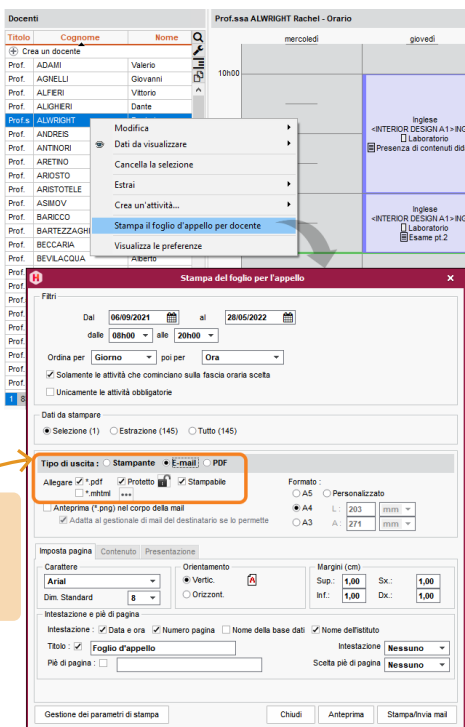 Docenti
Prof.ssa ALWRIGHT Rachel - Orario
Titolo Cognome Nome
mercoledì giovedì
Crea un docente
Prof. ADAMI Valerio
Prof. AGNELLI Giovanni
10h00
Prof. ALFIERI Vittorio
Prof. ALIGHIERI Dante
Prof.s ALWRIGHT
Prof. ANDREIS
Prof. ANTINORI
Prof. ARETINO
Prof. ARIOSTO
Prof. ARISTOTELE
Prof. ASIMOV
Prof. BARICCO
Prof. BARTEZZAGHI
Prof. BECCARIA
Prof. BEVILACQUA Alberto
Prof.
Prof.
Prof.
Prof.
Prof.
Prof.
Prof.
1 8
Modifica
Dati da visualizzare
Cancella la selezione
Estrai
Crea un'attività...
Stampa il foglio d'appello per docente
Visualizza le preferenze
Inglese
<INTERIOR DESIGN A1>ING
Laboratorio
Presenza di contenuti did
Inglese
<INTERIOR DESIGN A1>ING
Laboratorio
Esame pt.2
Stampa del foglio per l'appello
Filtri
Dal 06/09/2021 al 28/05/2022
dalle 08h00 alle 20h00
Ordina per Giorno poi per Ora
Solamente le attività che cominciano sulla fascia oraria scelta
Unicamente le attività obbligatorie
Dati da stampare
Selezione (1) Estrazione (145) Tutto (145)
Tipo di uscita : Stampante E-mail PDF
Allegare *.pdf Protetto Stampabile
*.mhtml ...
Anteprima (*.png) nel corpo della mail
Adatta al gestionale di mail del destinatario se lo permette
Formato :
A5 Personalizzato
A4 L : 203 mm
A3 A : 271 mm
Imposta pagina Contenuto Presentazione
Carattere
Arial
Dim. Standard 8
Orientamento
Vertic.
Orizzont.
Margini (cm)
Sup.: 1,00 Sx.: 1,00
Inf.: 1,00 Dx.: 1,00
Intestazione e piè di pagina
Intestazione : Data e ora Numero pagina Nome della base dati Nome dell'istituto
Titolo : Foglio d'appello Intestazione Nessuno
Piè di pagina : Scelta piè di pagina Nessuno
Gestione dei parametri di stampa Chiudi Anteprima Stampa/Invia mail